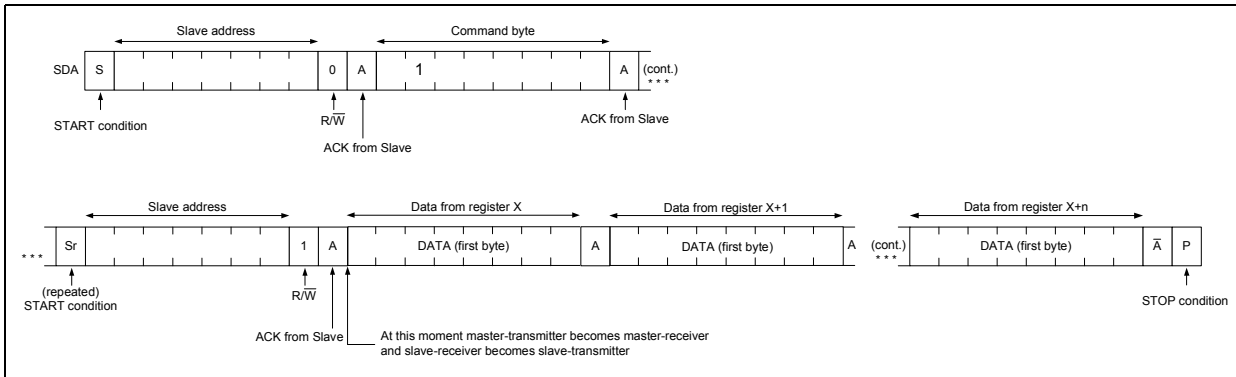 Slave address
Command byte
SDA S 0 A 1 A (cont.)
* * *
START condition
R/W̅
ACK from Slave
ACK from Slave
Slave address
Data from register X
Data from register X+1
Data from register X+n
* * * Sr 1 A DATA (first byte) A DATA (first byte) A (cont.) DATA (first byte) A̅ P
* * *
(repeated)
START condition
R/W̅
STOP condition
ACK from Slave
At this moment master-transmitter becomes master-receiver
and slave-receiver becomes slave-transmitter